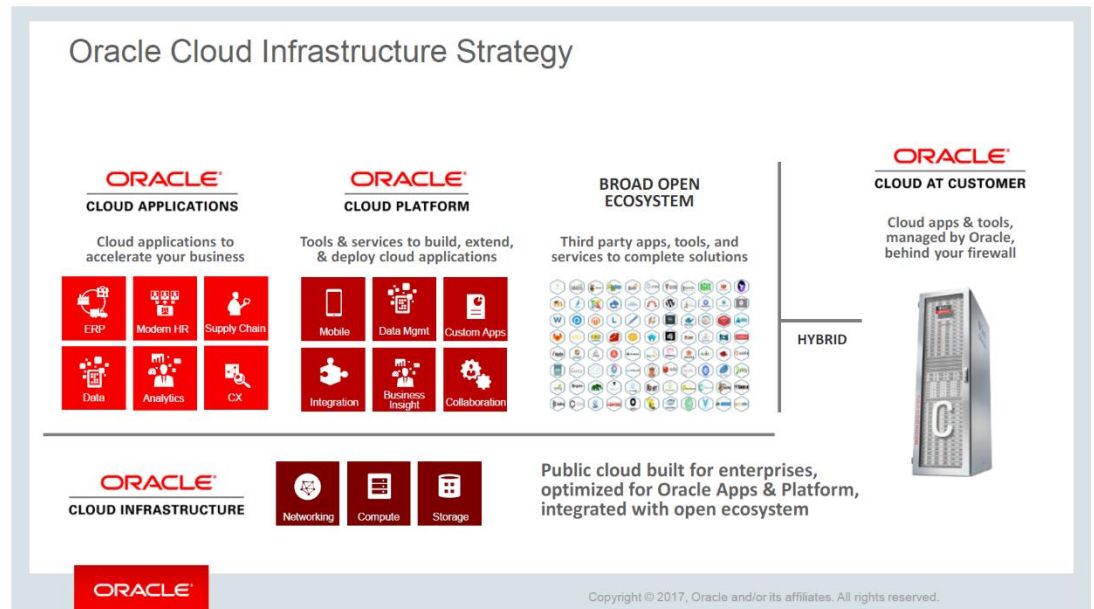 Oracle Cloud Infrastructure Strategy
ORACLE®
CLOUD APPLICATIONS
Cloud applications to
accelerate your business
ERP
Modern HR
Supply Chain
Data
Analytics
CX
ORACLE®
CLOUD PLATFORM
Tools & services to build, extend,
& deploy cloud applications
Mobile
Data Mgmt
Custom Apps
Integration
Business
Insight
Collaboration
BROAD OPEN
ECOSYSTEM
Third party apps, tools, and
services to complete solutions
HYBRID
ORACLE®
CLOUD AT CUSTOMER
Cloud apps & tools,
managed by Oracle,
behind your firewall
C
ORACLE®
CLOUD INFRASTRUCTURE
Networking
Compute
Storage
Public cloud built for enterprises,
optimized for Oracle Apps & Platform,
integrated with open ecosystem
ORACLE®
Copyright © 2017, Oracle and/or its affiliates. All rights reserved.